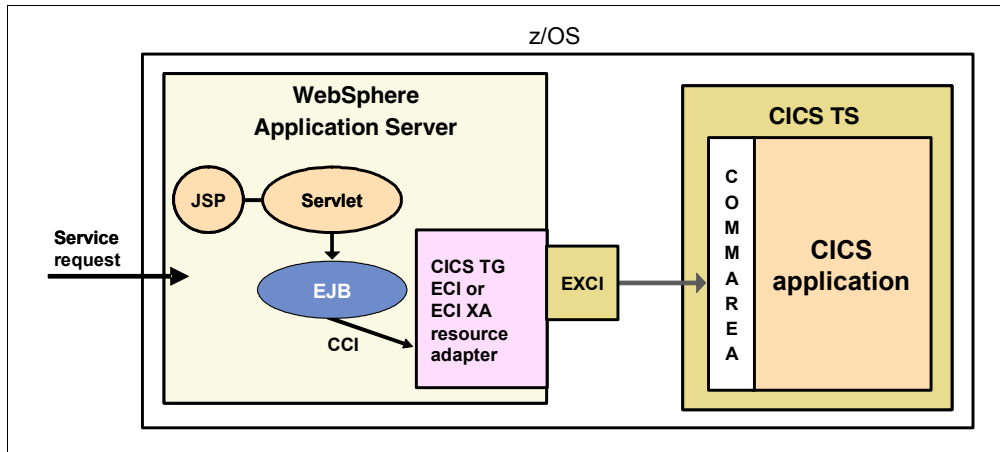 z/OS
WebSphere
Application Server
JSP
Servlet
Service
request
EJB
CCI
CICS TG
ECI or
ECI XA
resource
adapter
EXCI
CICS TS
C
O
M
M
A
R
E
A
CICS
application